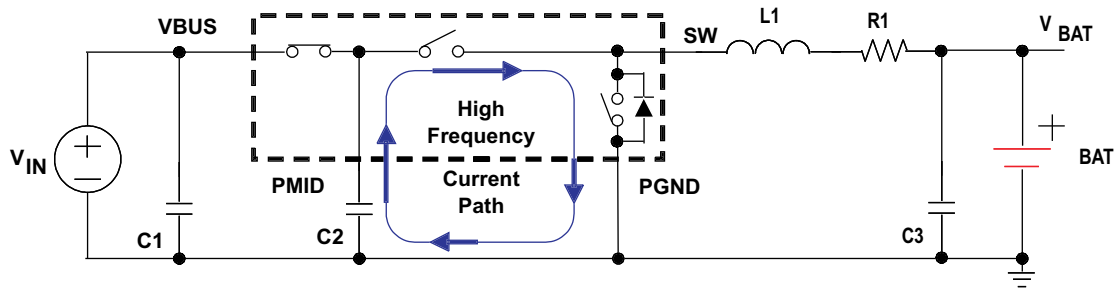 VBUS
SW
L1
R1
V BAT
High
Frequency
Current
Path
V IN
+
−
PMID
PGND
+
BAT
C1
C2
C3